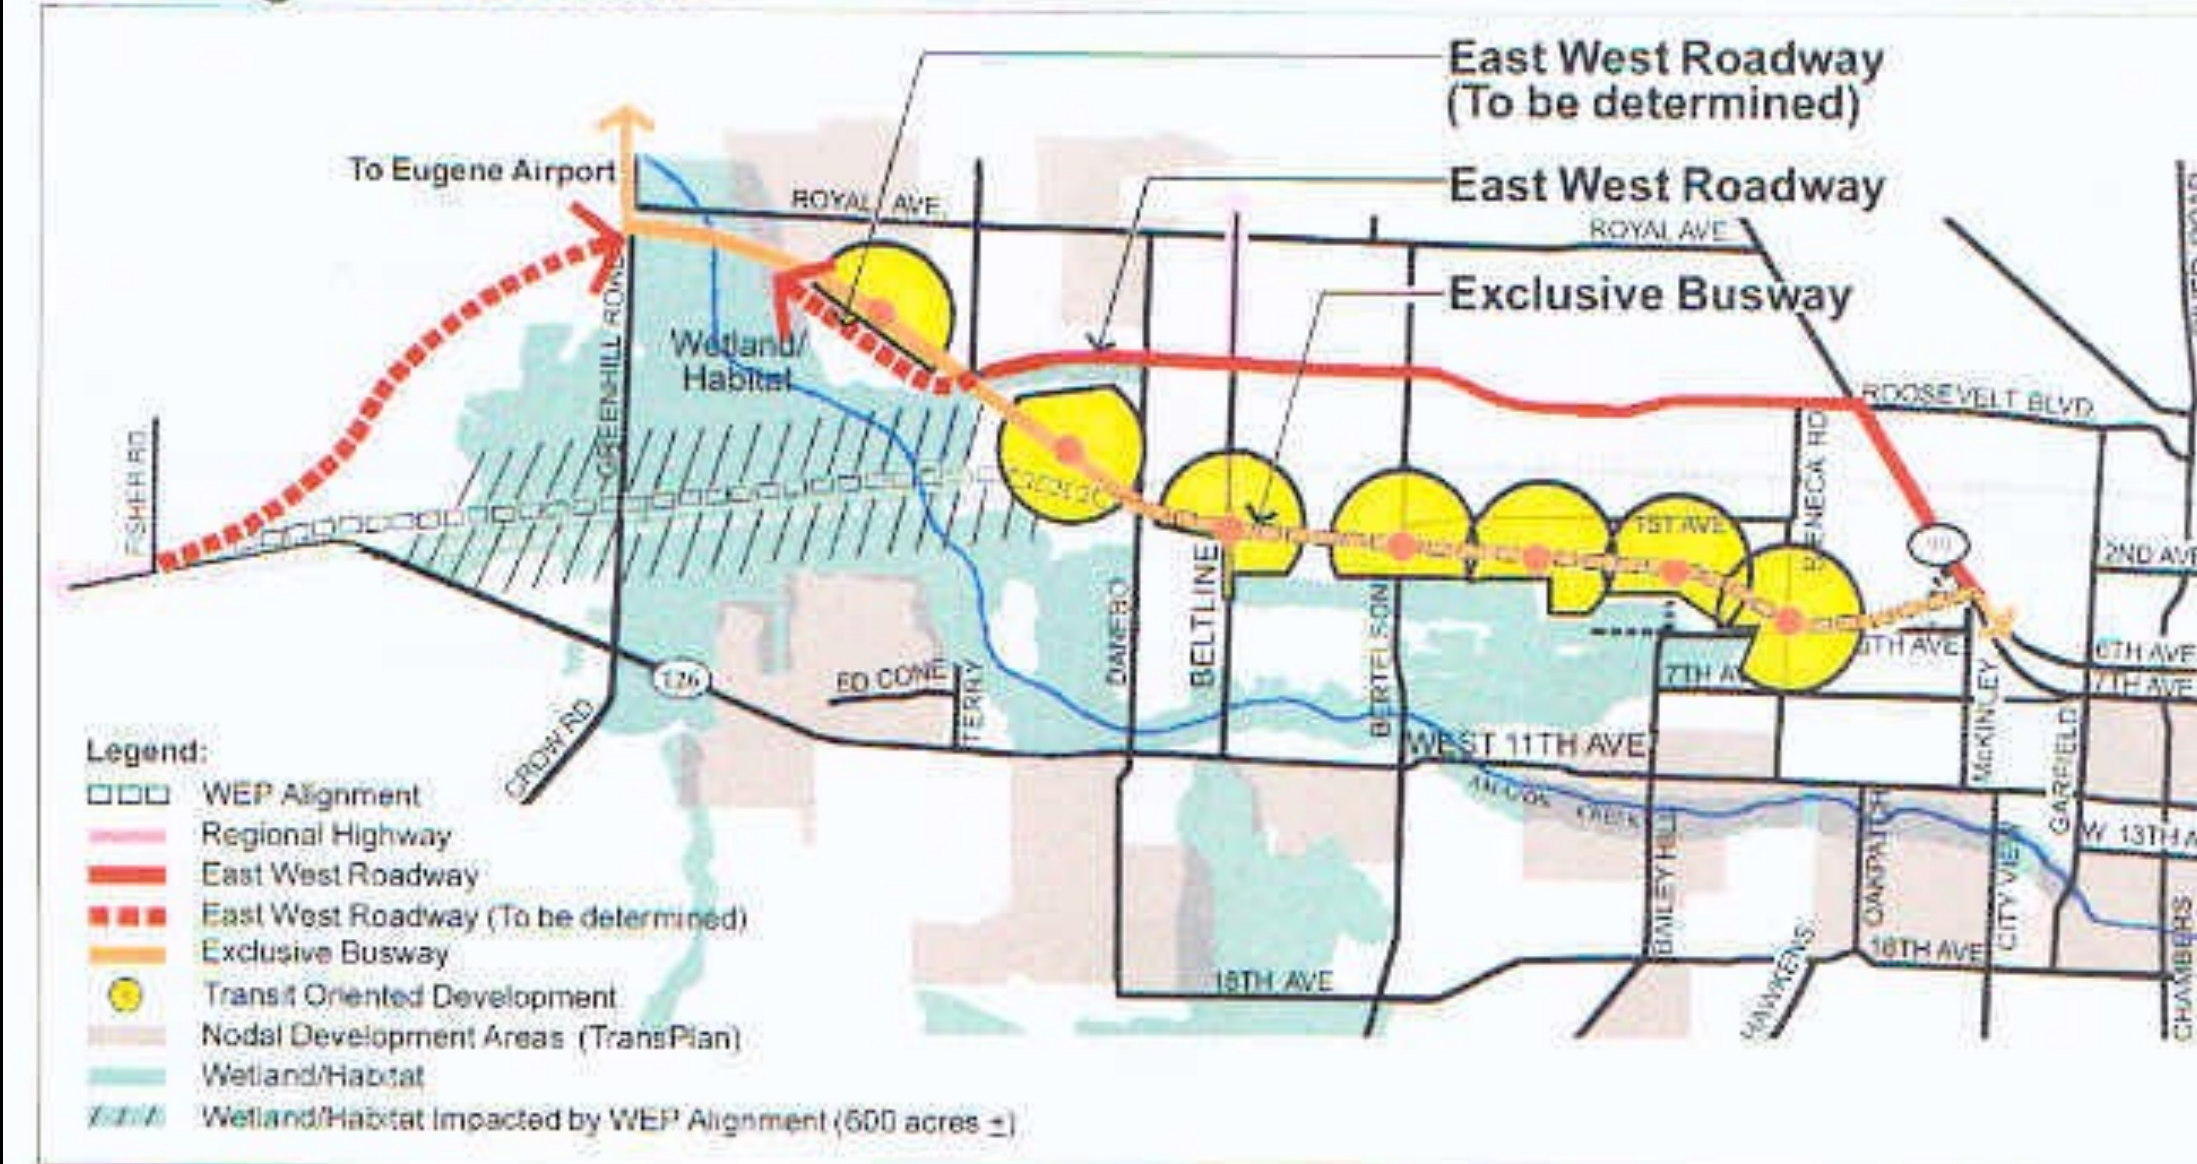 East West Roadway
(To be determined)
To Eugene Airport
East West Roadway
ROYAL AVE.
ROYAL AVE
Exclusive Busway
GREENHILL ROAD
Wetland/
Habitat
ROOSEVELT BLVD
FISHER RD
SENECA RD
1ST AVE
99
2ND AVE
DANEBO
BELTLINE
BERTELSON
5TH AVE
6TH AVE
7TH AVE
7TH AV
126
ED CONE
TERRY
CROW RD
McKINLEY
GARFIELD
WEST 11TH AVE
AMAZON
CREEK
W 13TH A
BAILEY HILL
OAKPATCH
CITY VIEW
CHAMBERS
HAWKENS
18TH AVE
18TH AVE
Legend:
WEP Alignment
Regional Highway
East West Roadway
East West Roadway (To be determined)
Exclusive Busway
Transit Oriented Development
Nodal Development Areas (TransPlan)
Wetland/Habitat
Wetland/Habitat Impacted by WEP Alignment (600 acres ±)